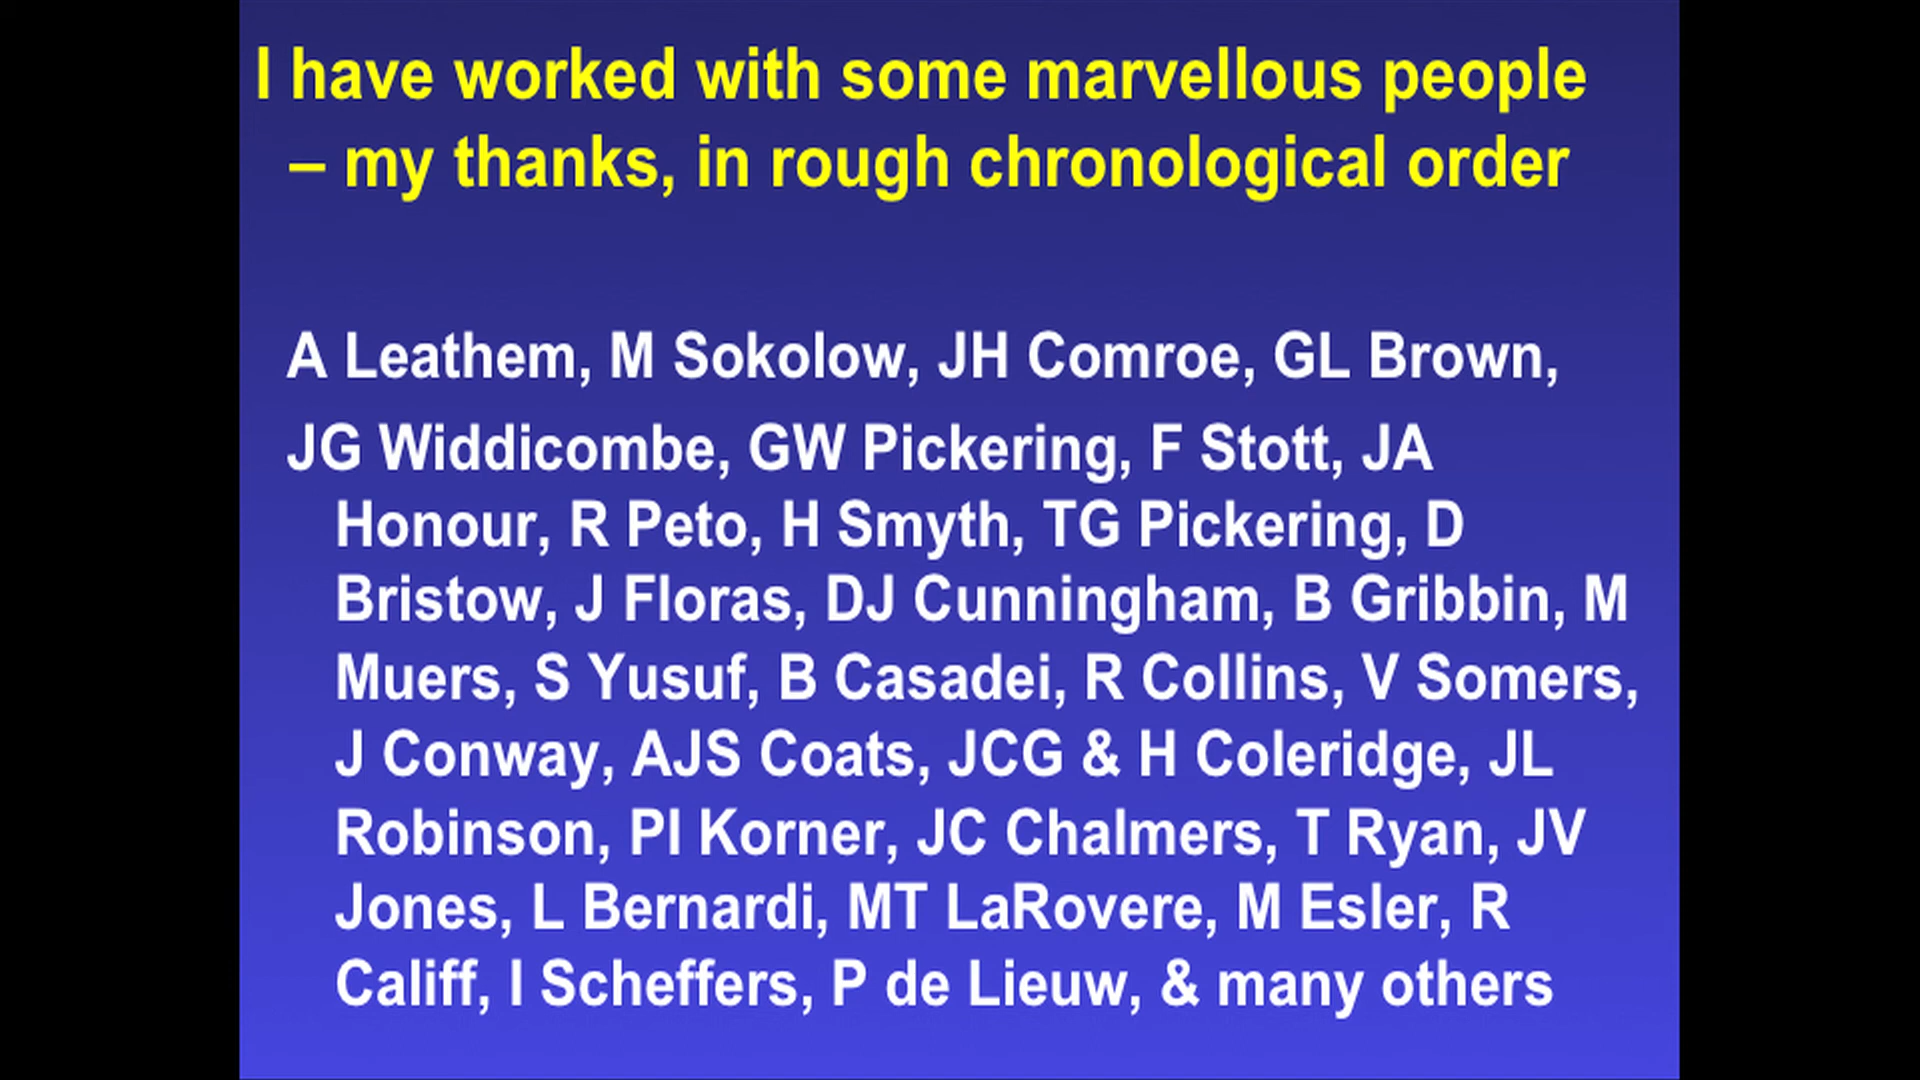 I have worked with some marvellous people
– my thanks, in rough chronological order
A Leathem, M Sokolow, JH Comroe, GL Brown,
JG Widdicombe, GW Pickering, F Stott, JA
Honour, R Peto, H Smyth, TG Pickering, D
Bristow, J Floras, DJ Cunningham, B Gribbin, M
Muers, S Yusuf, B Casadei, R Collins, V Somers,
J Conway, AJS Coats, JCG & H Coleridge, JL
Robinson, PI Korner, JC Chalmers, T Ryan, JV
Jones, L Bernardi, MT LaRovere, M Esler, R
Califf, I Scheffers, P de Lieuw, & many others